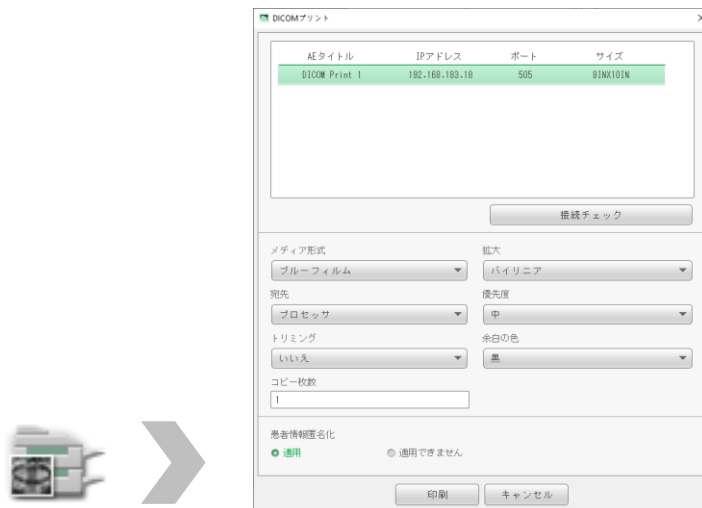 DICOMプリント
AEタイトル IPアドレス ポート サイズ
DICOM Print 1 192.168.183.18 505 8INX10IN
接続チェック
メディア形式 拡大
ブルーフィルム バイリニア
宛先 優先度
プロセッサ 中
トリミング 余白の色
いいえ 黒
コピー枚数
1
患者情報匿名化
適用 適用できません
印刷 キャンセル